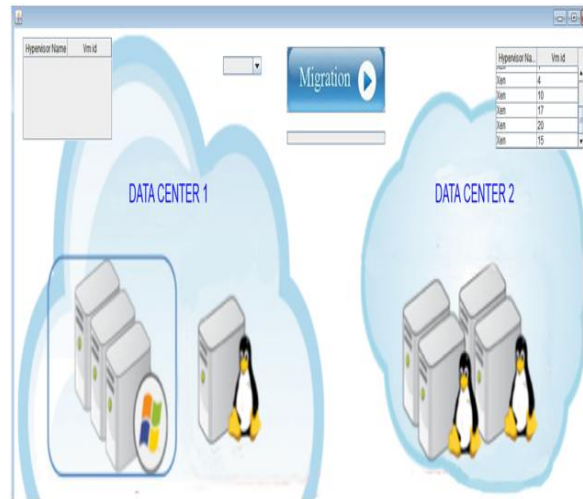 Hypervisor Name Vm id
Migration
Hypervisor Na... Vm id
Xen 4
Xen 10
Xen 17
Xen 20
Xen 15
DATA CENTER 1
DATA CENTER 2